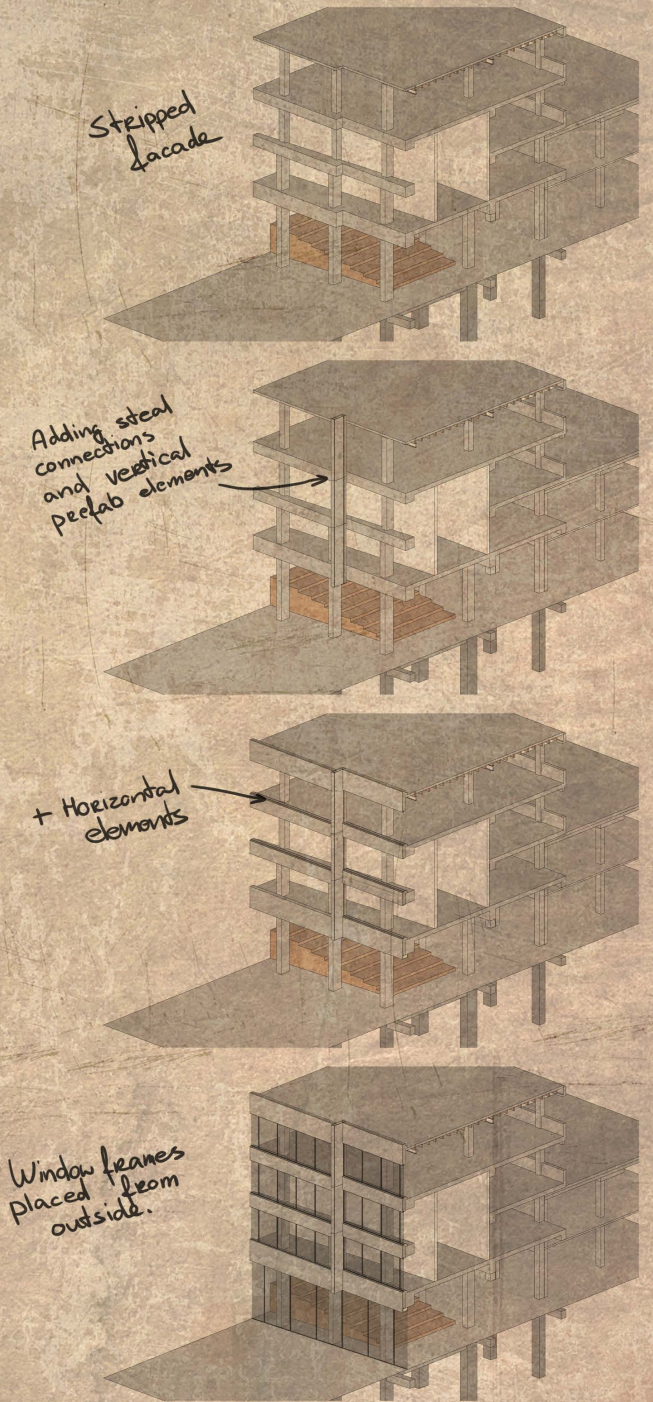 Stripped
facade
Adding steal
connections
and vertical
prefab elements
+ Horizontal
elements
Window frames
placed from
outside.